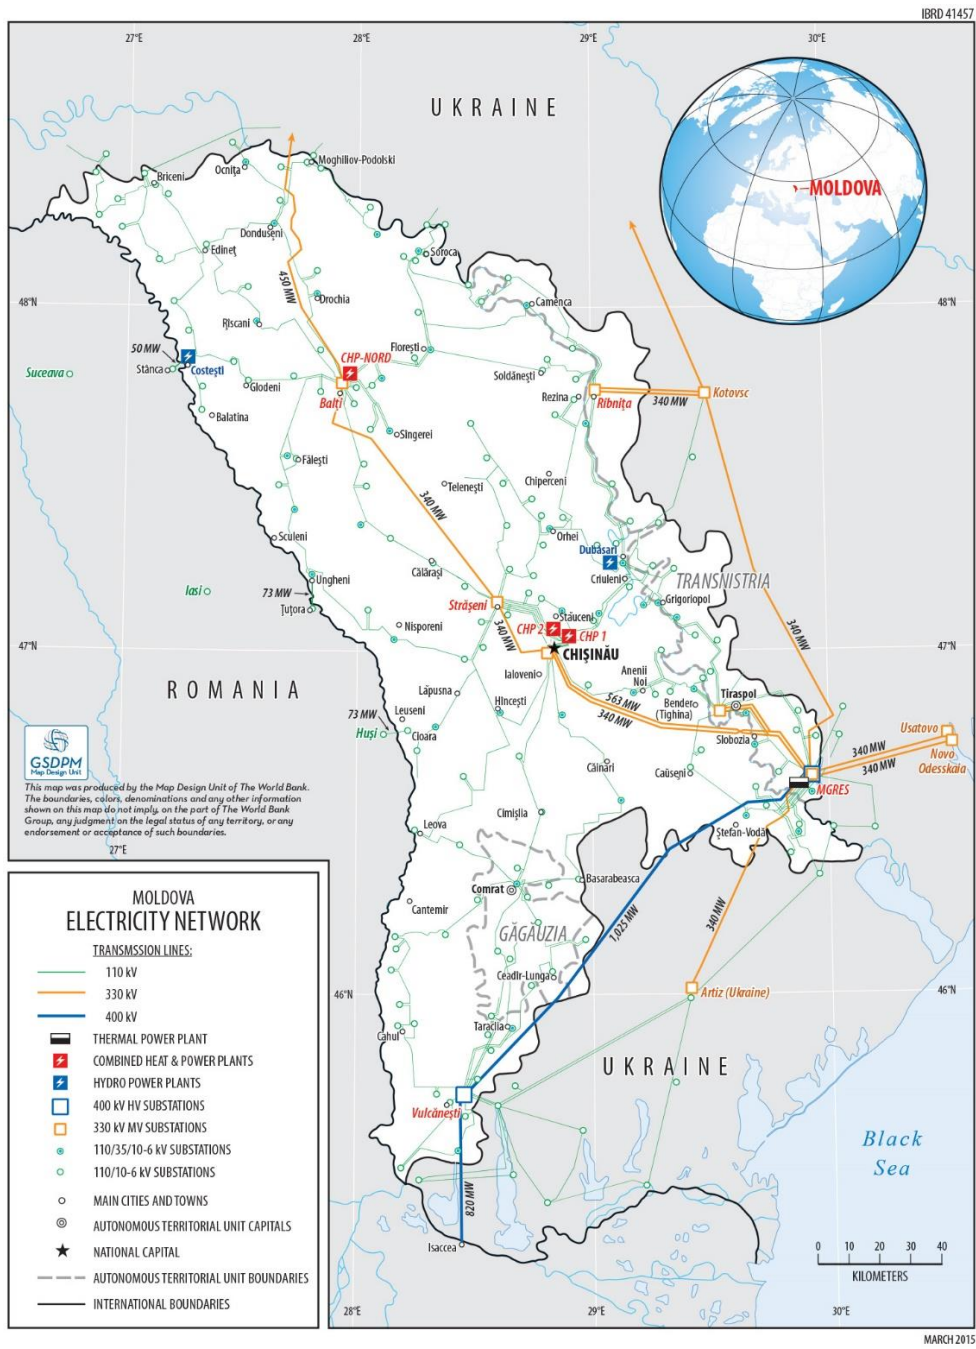 IBRD 41457
27°E
28°E
29°E
30°E
UKRAINE
MOLDOVA
Moghiliov-Podolski
Ocnița
Briceni
Dondușeni
Edineț
Soroca
48°N
48°N
450 MW
Drochia
Camenca
Rîșcani
50 MW
CHP-NORD
Florești
Suceava
Stânca
Costești
Soldănești
Glodeni
Rezina
Ribnița
340 MW
Kotovsc
Balți
Balatina
Sîngerei
Fălești
Telenești
Chiperceni
340 MW
Orhei
Sculeni
Dubăsari
Călărași
Criuleni
TRANSNISTRIA
Ungheni
Iasi
73 MW
Țuțora
Strășeni
Grigoriopol
Stăuceni
340 MW
CHP 2
CHP 1
Nisporeni
340 MW
47°N
CHIȘINĂU
47°N
Ialoveni
Anenii
Noi
ROMANIA
Lăpușna
563 MW
Tiraspol
Hîncești
340 MW
Bender
(Tighina)
Leuseni
73 MW
Huși
Cioara
Slobozia
Usatovo
340 MW
340 MW
Novo
Odesskaia
GSDPM
Map Design Unit
Căinări
Caùșeni
MGRES
This map was produced by the Map Design Unit of The World Bank.
The boundaries, colors, denominations and any other information
shown on this map do not imply, on the part of The World Bank
Group, any judgment on the legal status of any territory, or any
endorsement or acceptance of such boundaries.
27°E
Cimișlia
Leova
Ștefan-Vodă
Basarabeasca
Comrat
Cantemir
1,025 MW
340 MW
GĂGĂUZIA
Ceadîr-Lunga
46°N
46°N
Artiz (Ukraine)
Taraclia
Cahul
UKRAINE
Vulcănești
Black
Sea
820 MW
Isaccea
MOLDOVA
ELECTRICITY NETWORK
TRANSMSSION LINES:
110 kV
330 kV
400 kV
THERMAL POWER PLANT
COMBINED HEAT & POWER PLANTS
HYDRO POWER PLANTS
400 kV HV SUBSTATIONS
330 kV MV SUBSTATIONS
110/35/10-6 kV SUBSTATIONS
110/10-6 kV SUBSTATIONS
MAIN CITIES AND TOWNS
AUTONOMOUS TERRITORIAL UNIT CAPITALS
NATIONAL CAPITAL
AUTONOMOUS TERRITORIAL UNIT BOUNDARIES
INTERNATIONAL BOUNDARIES
0 10 20 30 40
KILOMETERS
28°E
29°E
30°E
MARCH 2015